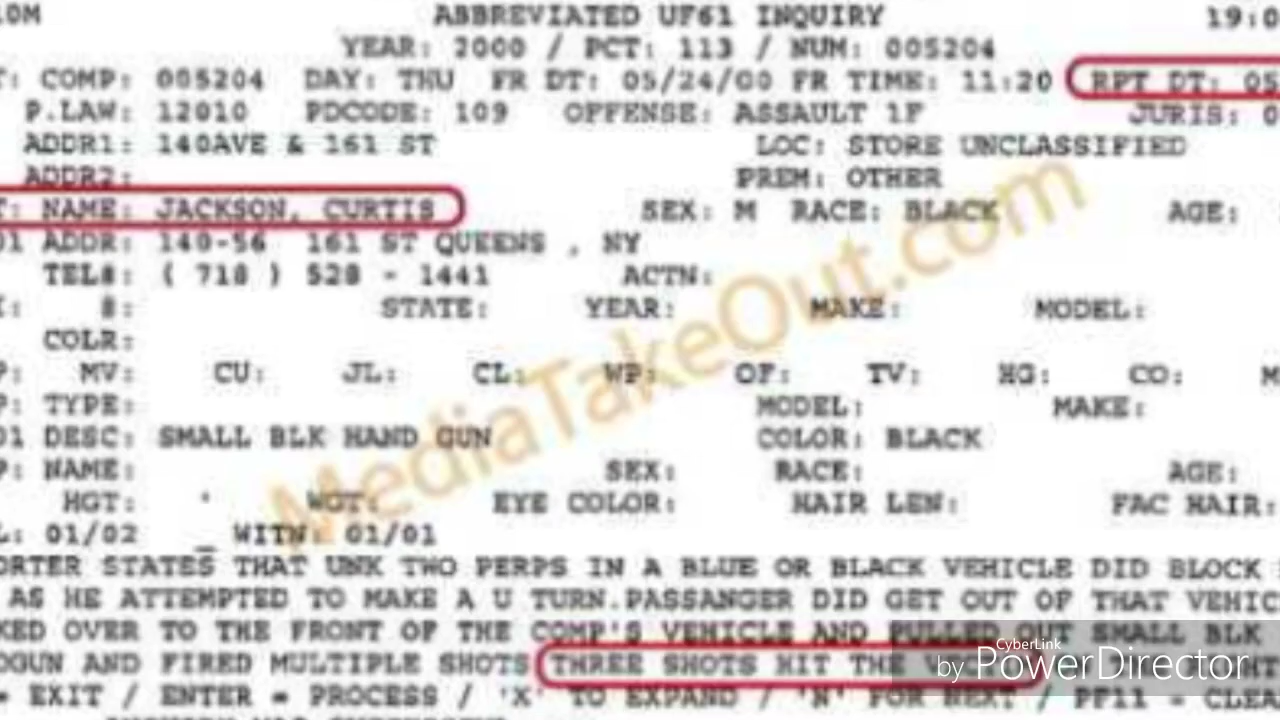 10M ABBREVIATED UF61 INQUIRY 19:0
YEAR: 2000 / PCT: 113 / NUM: 005204
T: COMP: 005204 DAY: THU FR DT: 05/24/00 FR TIME: 11:20 RPT DT: 05
P.LAW: 12010 PDCODE: 109 OFFENSE: ASSAULT 1F JURIS: 0
ADDR1: 140AVE & 161 ST LOC: STORE UNCLASSIFIED
ADDR2: PREM: OTHER
T: NAME: JACKSON, CURTIS SEX: M RACE: BLACK AGE:
01 ADDR: 140-56 161 ST QUEENS , NY
TEL#: ( 718 ) 528 - 1441 ACTN:
#: STATE: YEAR: MAKE: MODEL:
COLR:
P: MV: CU: JL: CL: WP: OF: TV: HG: CO: M
P: TYPE: MODEL: MAKE:
01 DESC: SMALL BLK HAND GUN COLOR: BLACK
P: NAME: SEX: RACE: AGE:
HGT: ' WGT: EYE COLOR: HAIR LEN: FAC HAIR:
L: 01/02 _ WITN: 01/01
ORTER STATES THAT UNK TWO PERPS IN A BLUE OR BLACK VEHICLE DID BLOCK
AS HE ATTEMPTED TO MAKE A U TURN.PASSANGER DID GET OUT OF THAT VEHIC
KED OVER TO THE FRONT OF THE COMP'S VEHICLE AND PULLED OUT SMALL BLK
DGUN AND FIRED MULTIPLE SHOTS THREE SHOTS HIT THE
= EXIT / ENTER = PROCESS / 'X' TO EXPAND / 'N' FOR NEXT / PF11 - CLEA
MediaTakeOut.com
CyberLink
by PowerDirector